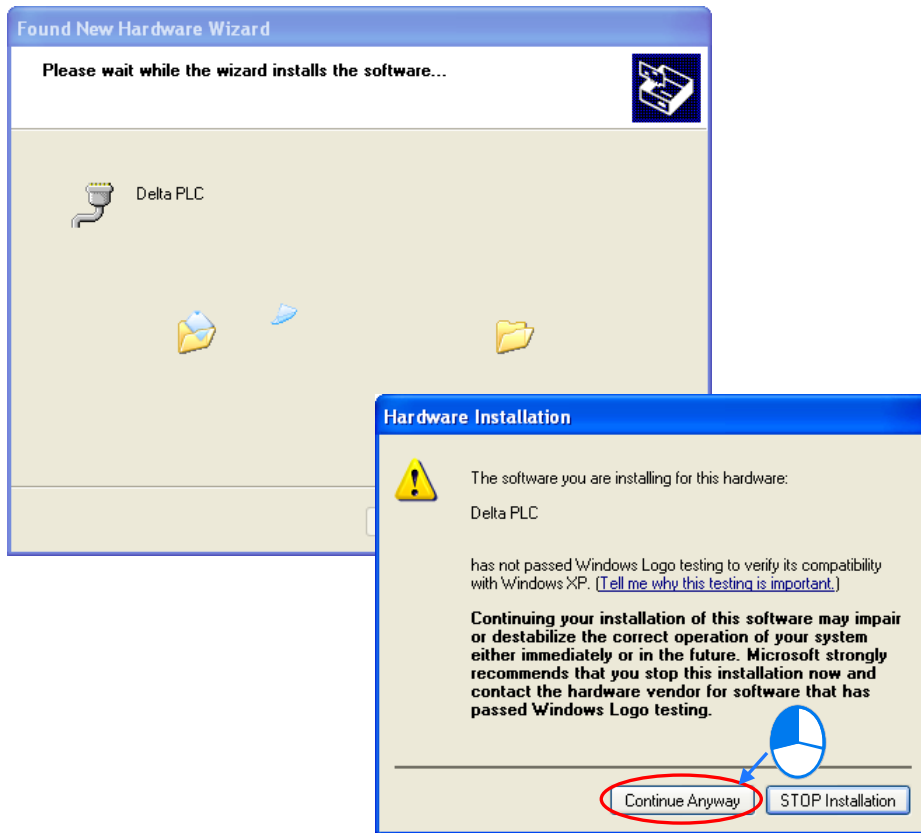 Found New Hardware Wizard
Please wait while the wizard installs the software...
Delta PLC
Hardware Installation
The software you are installing for this hardware:
Delta PLC
has not passed Windows Logo testing to verify its compatibility
with Windows XP. (Tell me why this testing is important.)
Continuing your installation of this software may impair
or destabilize the correct operation of your system
either immediately or in the future. Microsoft strongly
recommends that you stop this installation now and
contact the hardware vendor for software that has
passed Windows Logo testing.
Continue Anyway
STOP Installation